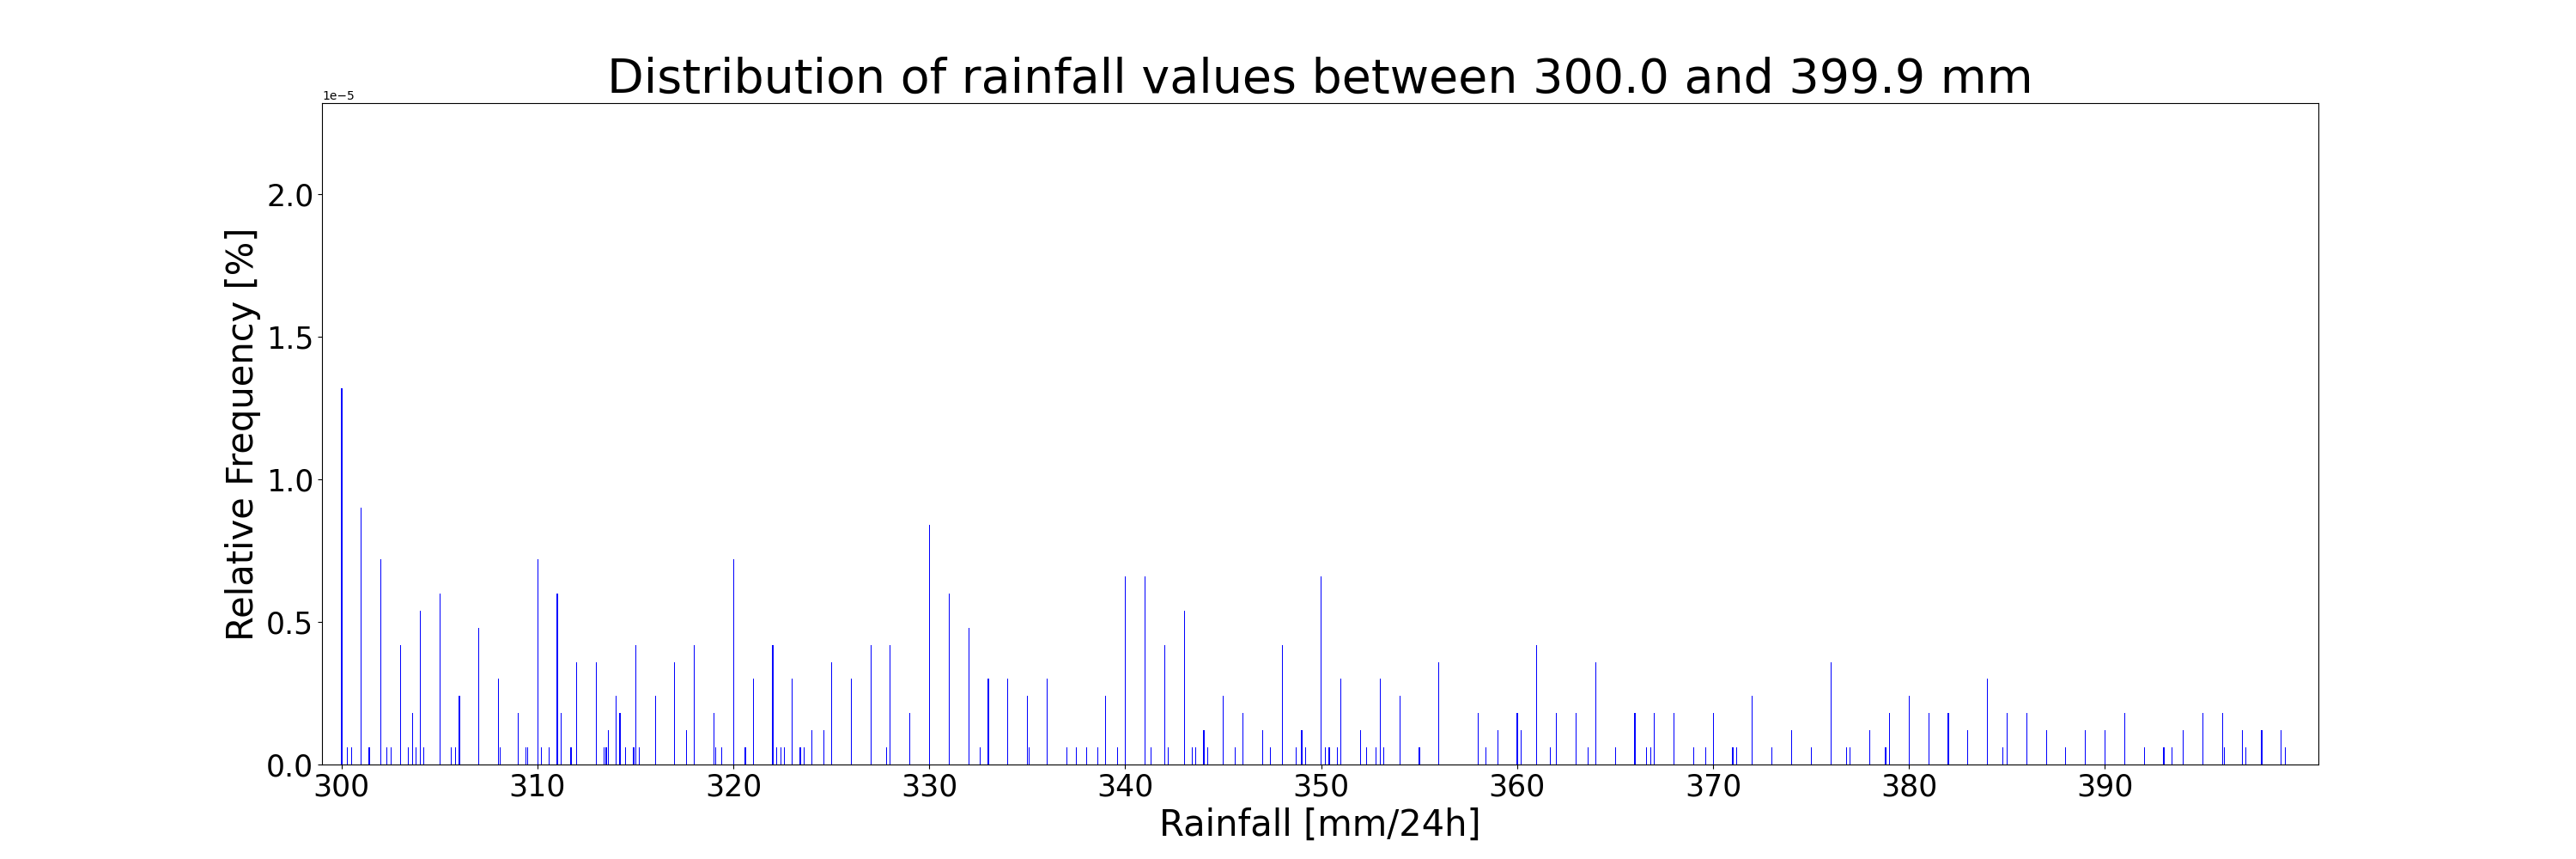 Distribution of rainfall values between 300.0 and 399.9 mm
1e−5
2.0
1.5
1.0
0.5
0.0
Relative Frequency [%]
300 310 320 330 340 350 360 370 380 390
Rainfall [mm/24h]